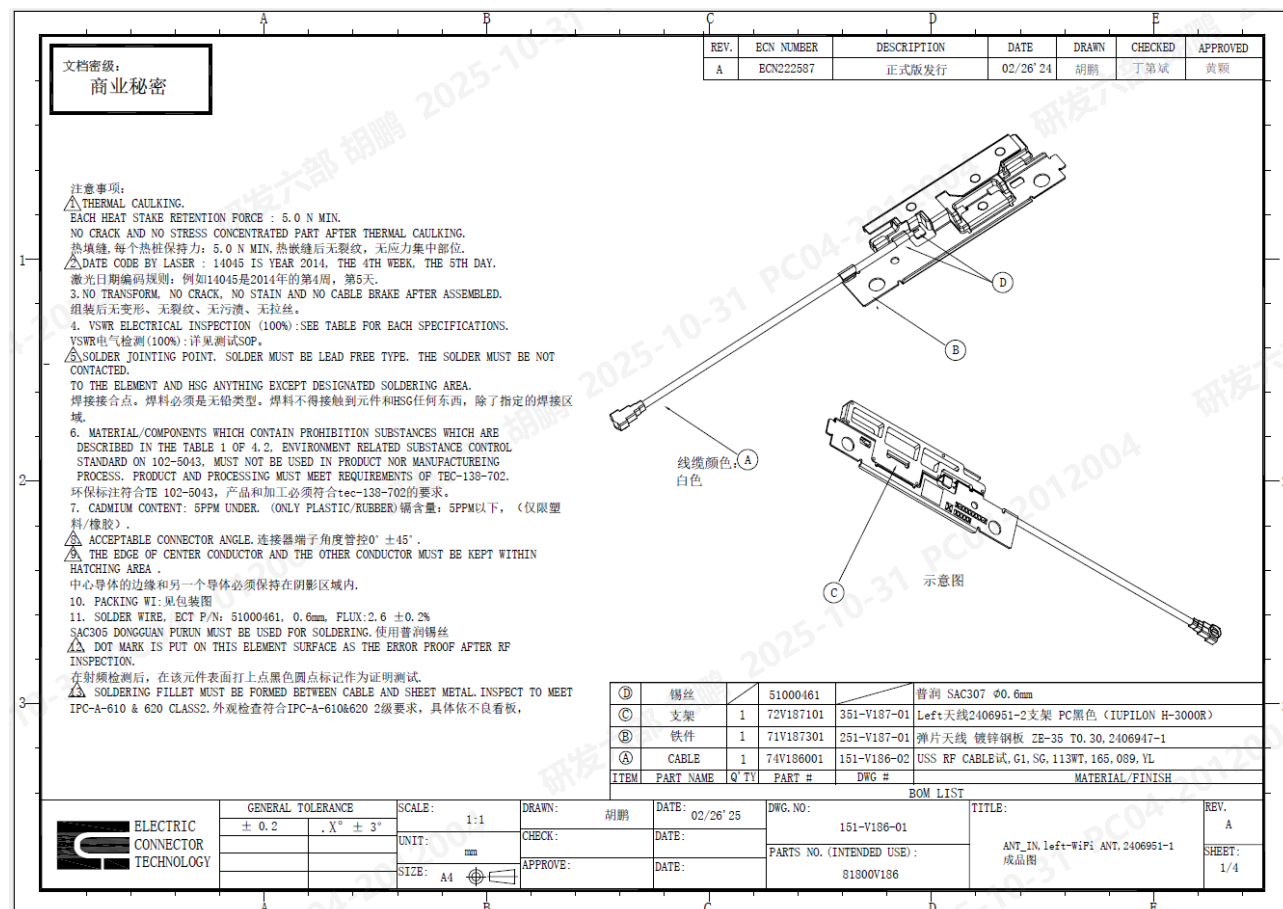 A B C D E
文档密级：
商业秘密
REV. ECN NUMBER DESCRIPTION DATE DRAWN CHECKED APPROVED
A ECN222587 正式版发行 02/26'24 胡鹏 丁第斌 黄颖
注意事项：
1 THERMAL CAULKING.
EACH HEAT STAKE RETENTION FORCE : 5.0 N MIN.
NO CRACK AND NO STRESS CONCENTRATED PART AFTER THERMAL CAULKING.
热填缝,每个热桩保持力: 5.0 N MIN,热嵌缝后无裂纹, 无应力集中部位.
2 DATE CODE BY LASER : 14045 IS YEAR 2014, THE 4TH WEEK, THE 5TH DAY.
激光日期编码规则: 例如14045是2014年的第4周, 第5天.
3. NO TRANSFORM, NO CRACK, NO STAIN AND NO CABLE BRAKE AFTER ASSEMBLED.
组装后无变形、无裂纹、无污渍、无拉丝。
4. VSWR ELECTRICAL INSPECTION (100%):SEE TABLE FOR EACH SPECIFICATIONS.
VSWR电气检测(100%):详见测试SOP。
5 SOLDER JOINTING POINT. SOLDER MUST BE LEAD FREE TYPE. THE SOLDER MUST BE NOT
CONTACTED.
TO THE ELEMENT AND HSG ANYTHING EXCEPT DESIGNATED SOLDERING AREA.
焊接接合点。焊料必须是无铅类型。焊料不得接触到元件和HSG任何东西，除了指定的焊接区
域.
6. MATERIAL/COMPONENTS WHICH CONTAIN PROHIBITION SUBSTANCES WHICH ARE
DESCRIBED IN THE TABLE 1 OF 4.2, ENVIRONMENT RELATED SUBSTANCE CONTROL
STANDARD ON 102-5043, MUST NOT BE USED IN PRODUCT NOR MANUFACTUREING
PROCESS. PRODUCT AND PROCESSING MUST MEET REQUIREMENTS OF TEC-138-702.
环保标注符合TE 102-5043, 产品和加工必须符合tec-138-702的要求。
7. CADMIUM CONTENT: 5PPM UNDER. (ONLY PLASTIC/RUBBER)镉含量: 5PPM以下, （仅限塑
料/橡胶）.
8. ACCEPTABLE CONNECTOR ANGLE.连接器端子角度管控0° ±45° .
9. THE EDGE OF CENTER CONDUCTOR AND THE OTHER CONDUCTOR MUST BE KEPT WITHIN
HATCHING AREA .
中心导体的边缘和另一个导体必须保持在阴影区域内.
10. PACKING WI:见包装图
11. SOLDER WIRE, ECT P/N: 51000461, 0.6mm, FLUX:2.6 ±0.2%
SAC305 DONGGUAN PURUN MUST BE USED FOR SOLDERING.使用普润锡丝
12. DOT MARK IS PUT ON THIS ELEMENT SURFACE AS THE ERROR PROOF AFTER RF
INSPECTION.
在射频检测后, 在该元件表面打上点黑色圆点标记作为证明测试.
13. SOLDERING FILLET MUST BE FORMED BETWEEN CABLE AND SHEET METAL.INSPECT TO MEET
IPC-A-610 & 620 CLASS2.外观检查符合IPC-A-610&620 2级要求, 具体依不良看板,
1
2
3
D
B
线缆颜色: A
白色
C
示意图
D 锡丝 51000461 普润 SAC307 Ø0.6mm
C 支架 1 72V187101 351-V187-01 Left天线2406951-2支架 PC黑色（IUPILON H-3000R）
B 铁件 1 71V187301 251-V187-01 弹片天线 镀锌钢板 ZE-35 T0.30,2406947-1
A CABLE 1 74V186001 151-V186-02 USS RF CABLE试,G1,SG,113WT,165,089,YL
ITEM PART NAME Q'TY PART # DWG # MATERIAL/FINISH
BOM LIST
ELECTRIC
CONNECTOR
TECHNOLOGY
GENERAL TOLERANCE
± 0.2 .X° ± 3°
SCALE: 1:1
UNIT: mm
SIZE: A4
DRAWN: 胡鹏 DATE: 02/26'25
CHECK: DATE:
APPROVE: DATE:
DWG.NO:
151-V186-01
PARTS NO.(INTENDED USE):
81800V186
TITLE:
ANT_IN,left-WiFi ANT,2406951-1
成品图
REV.
A
SHEET:
1/4
A B C D E
研发六部 胡鹏 2025-10-31 PC04-2012004